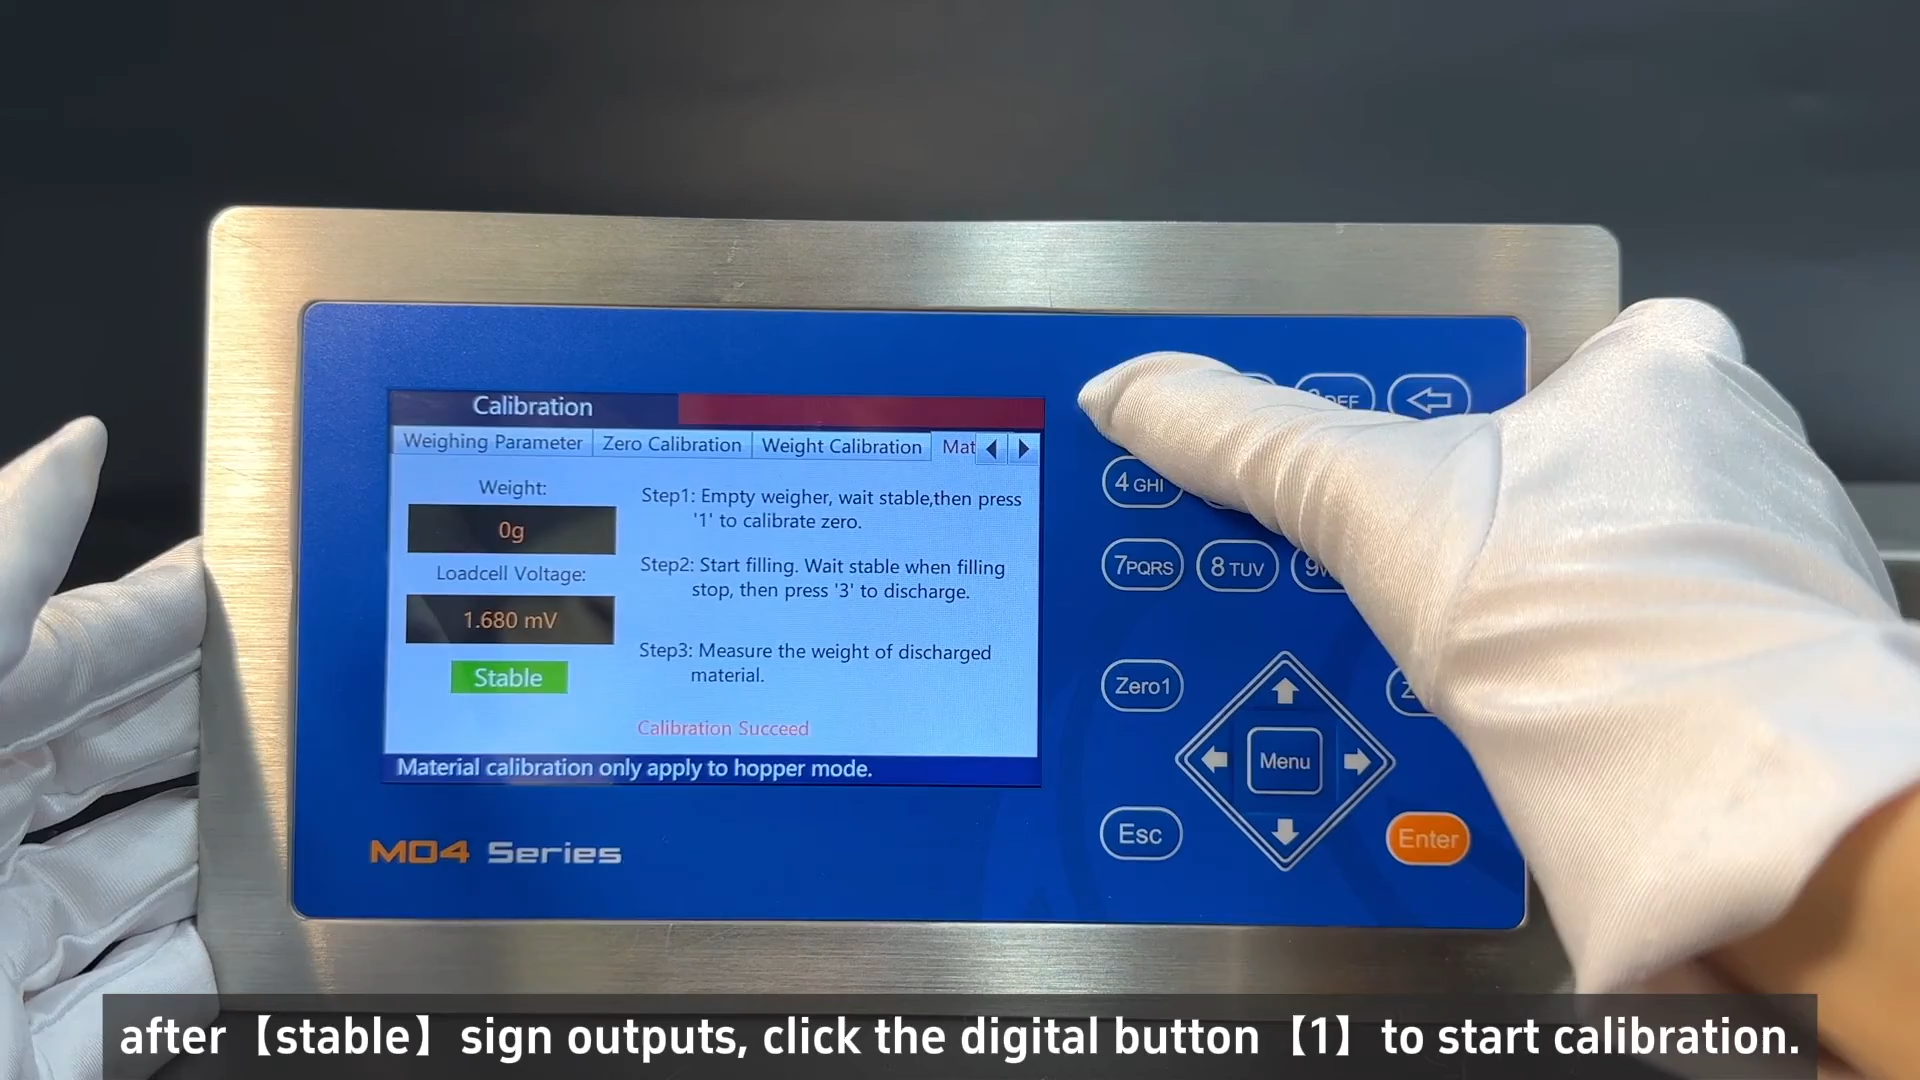 Calibration
Weighing Parameter
Zero Calibration
Weight Calibration
Mat
Weight:
0g
Loadcell Voltage:
1.680 mV
Stable
Step1: Empty weigher, wait stable,then press
'1' to calibrate zero.
Step2: Start filling. Wait stable when filling
stop, then press '3' to discharge.
Step3: Measure the weight of discharged
material.
Calibration Succeed
Material calibration only apply to hopper mode.
M04 Series
4 GHI
7PQRS
8 TUV
Zero1
Menu
Esc
Enter
after【stable】sign outputs, click the digital button【1】to start calibration.